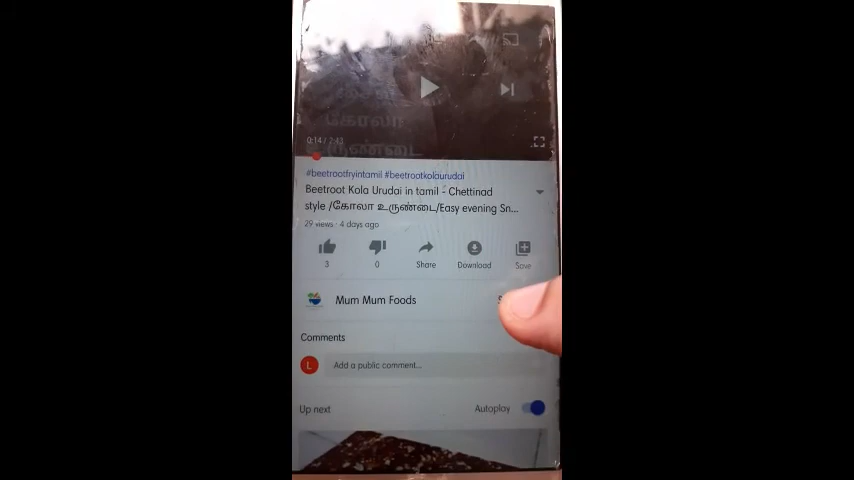 கோலா
உருண்டை
0:14 / 2:43
#beetrootfryintamil #beetrootkolaurudai
Beetroot Kola Urudai in tamil - Chettinad
style /கோலா உருண்டை/Easy evening Sn...
29 views · 4 days ago
3 0 Share Download Save
Mum Mum Foods
Comments
L Add a public comment...
Up next Autoplay